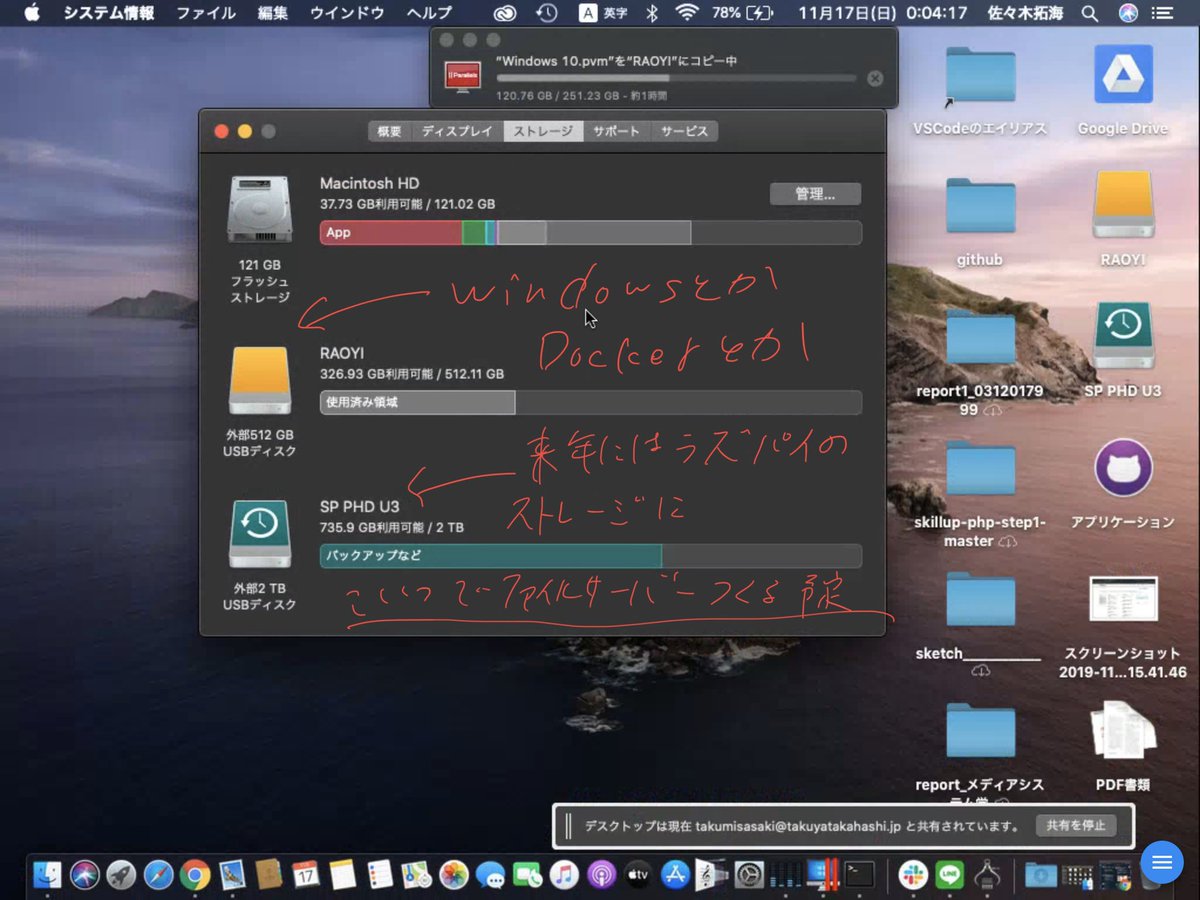 システム情報 ファイル 編集 ウインドウ ヘルプ A 英字 78% 11月17日(日) 0:04:17 佐々木拓海
"Windows 10.pvm"を"RAOYI"にコピー中
Parallels
120.76 GB / 251.23 GB - 約1時間
概要 ディスプレイ ストレージ サポート サービス
Macintosh HD
37.73 GB利用可能 / 121.02 GB
管理...
App
121 GB
フラッシュ
ストレージ
windowsとか
Dockerとか
RAOYI
326.93 GB利用可能 / 512.11 GB
使用済み領域
外部512 GB
USBディスク
来年にはラズパイの
ストレージに
SP PHD U3
735.9 GB利用可能 / 2 TB
バックアップなど
外部2 TB
USBディスク
こいつでファイルサーバーつくる予定
VSCodeのエイリアス
Google Drive
github
RAOYI
report1_03120179
99
SP PHD U3
skillup-php-step1-
master
アプリケーション
sketch__________
スクリーンショット
2019-11...15.41.46
report_メディアシス
PDF書類
デスクトップは現在 takumisasaki@takuyatakahashi.jp と共有されています。 共有を停止
17
tv
LINE